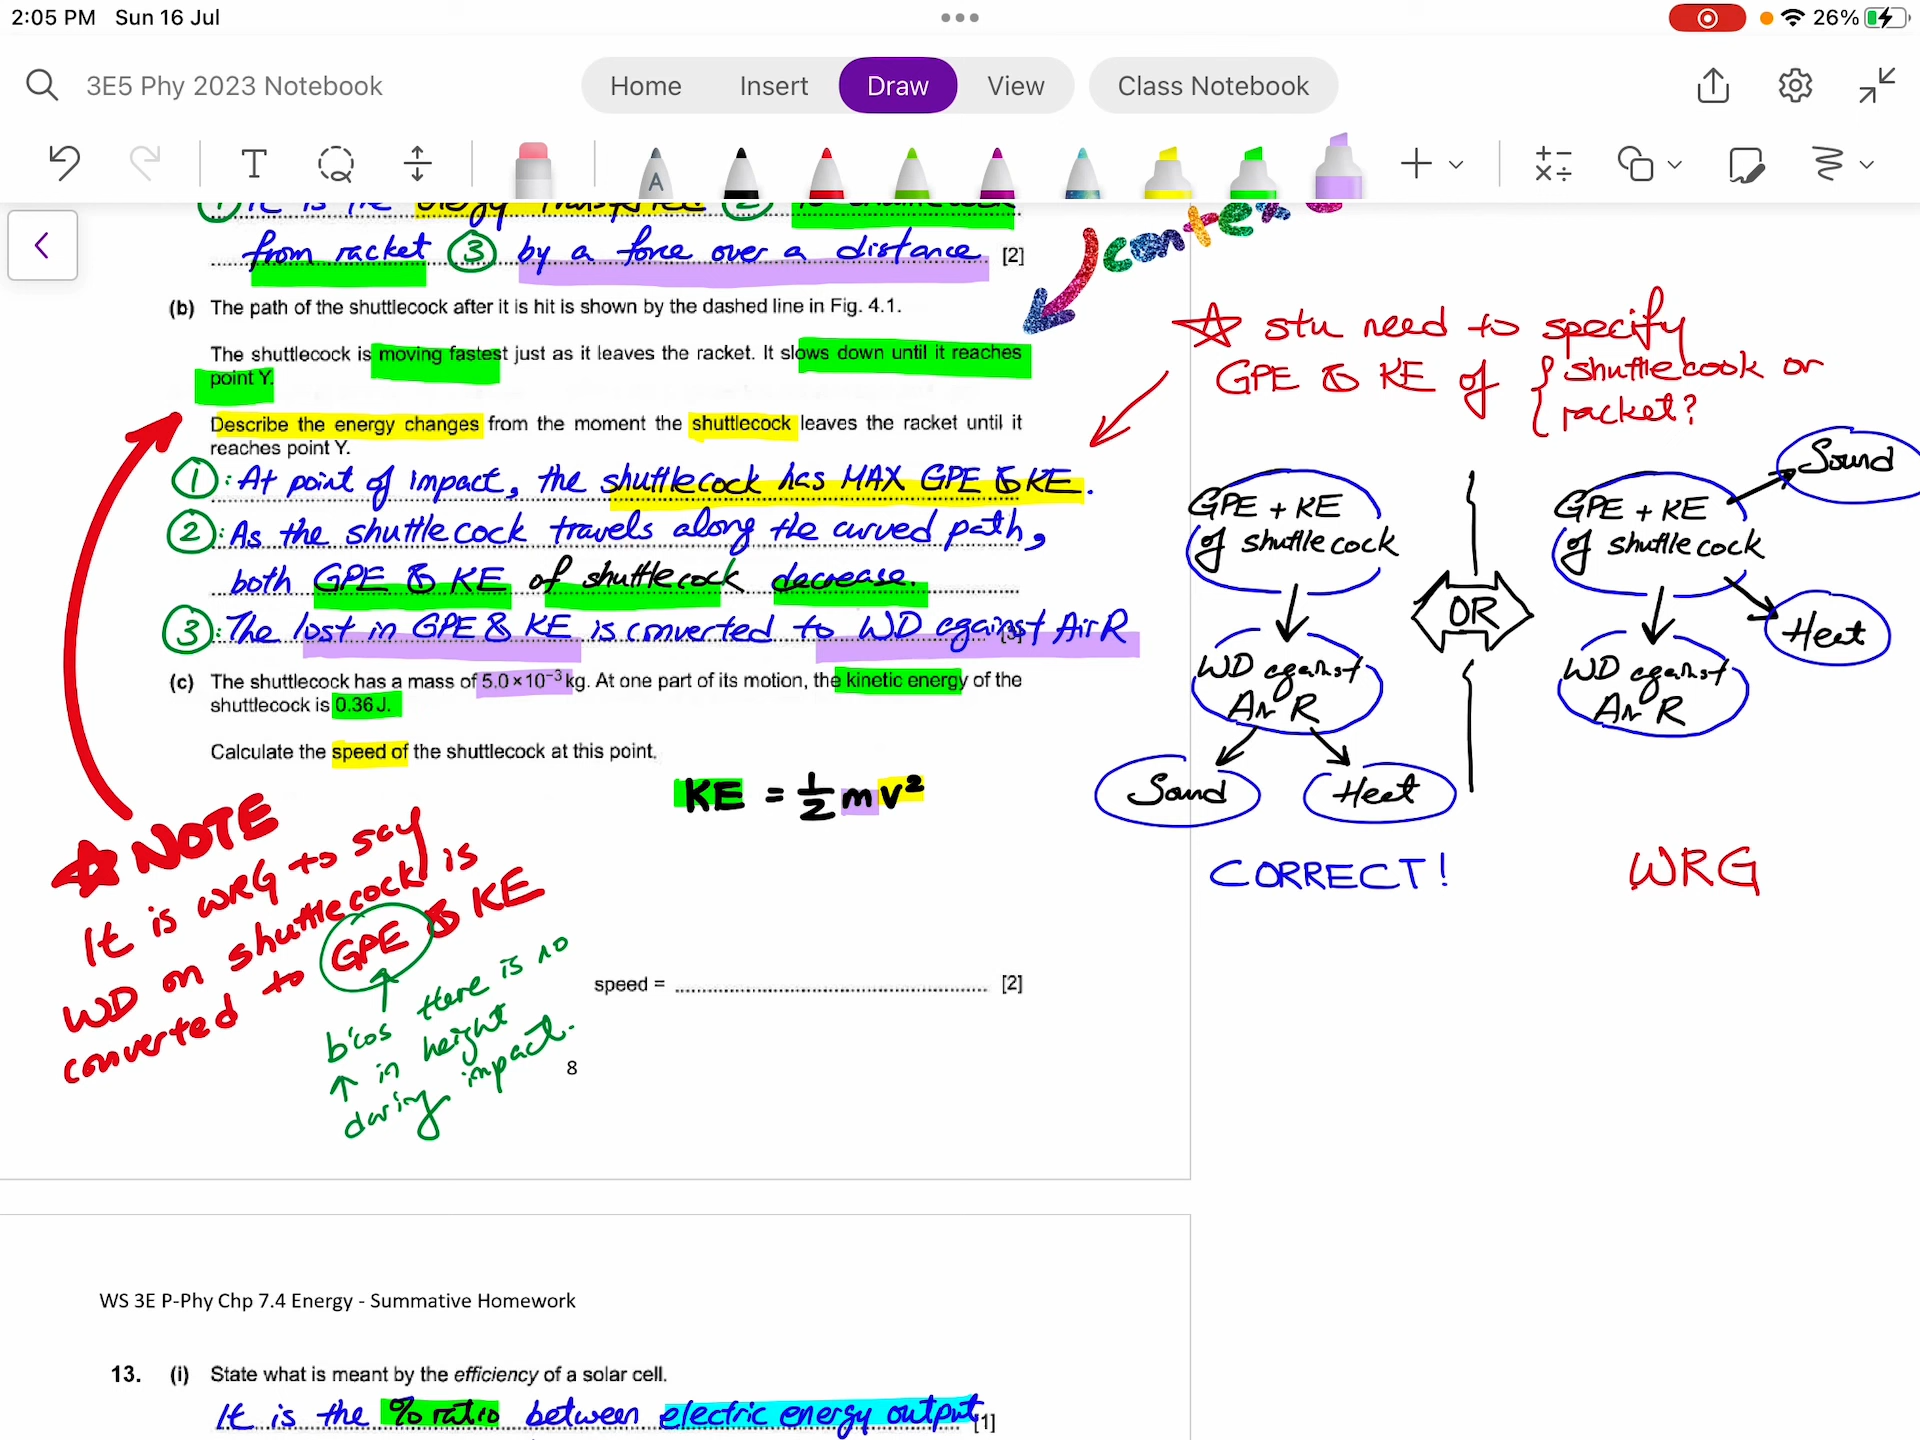 2:05 PM Sun 16 Jul
26%
3E5 Phy 2023 Notebook
Home Insert Draw View Class Notebook
energy transferred
from racket ③ by a force over a distance [2]
(b) The path of the shuttlecock after it is hit is shown by the dashed line in Fig. 4.1.
The shuttlecock is moving fastest just as it leaves the racket. It slows down until it reaches
point Y.
Describe the energy changes from the moment the shuttlecock leaves the racket until it
reaches point Y.
①: At point of impact, the shuttlecock has MAX GPE & KE.
②: As the shuttlecock travels along the curved path,
both GPE & KE of shuttlecock decrease.
③: The lost in GPE & KE is converted to WD against Air R
(c) The shuttlecock has a mass of 5.0 × 10⁻³ kg. At one part of its motion, the kinetic energy of the
shuttlecock is 0.36 J.
Calculate the speed of the shuttlecock at this point.
KE = ½ m v²
speed = [2]
8
☆ NOTE
It is WRG to say
WD on shuttlecock is
converted to GPE & KE
b'cos there is no
↑ in height
during impact.
☆ stu need to specify
GPE & KE of { shuttlecock or
racket?
GPE + KE
of shuttlecock
WD against
Air R
Sound Heat
CORRECT!
OR
GPE + KE
of shuttlecock
Sound
Heat
WD against
Air R
WRG
WS 3E P-Phy Chp 7.4 Energy - Summative Homework
13. (i) State what is meant by the efficiency of a solar cell.
It is the % ratio between electric energy output [1]